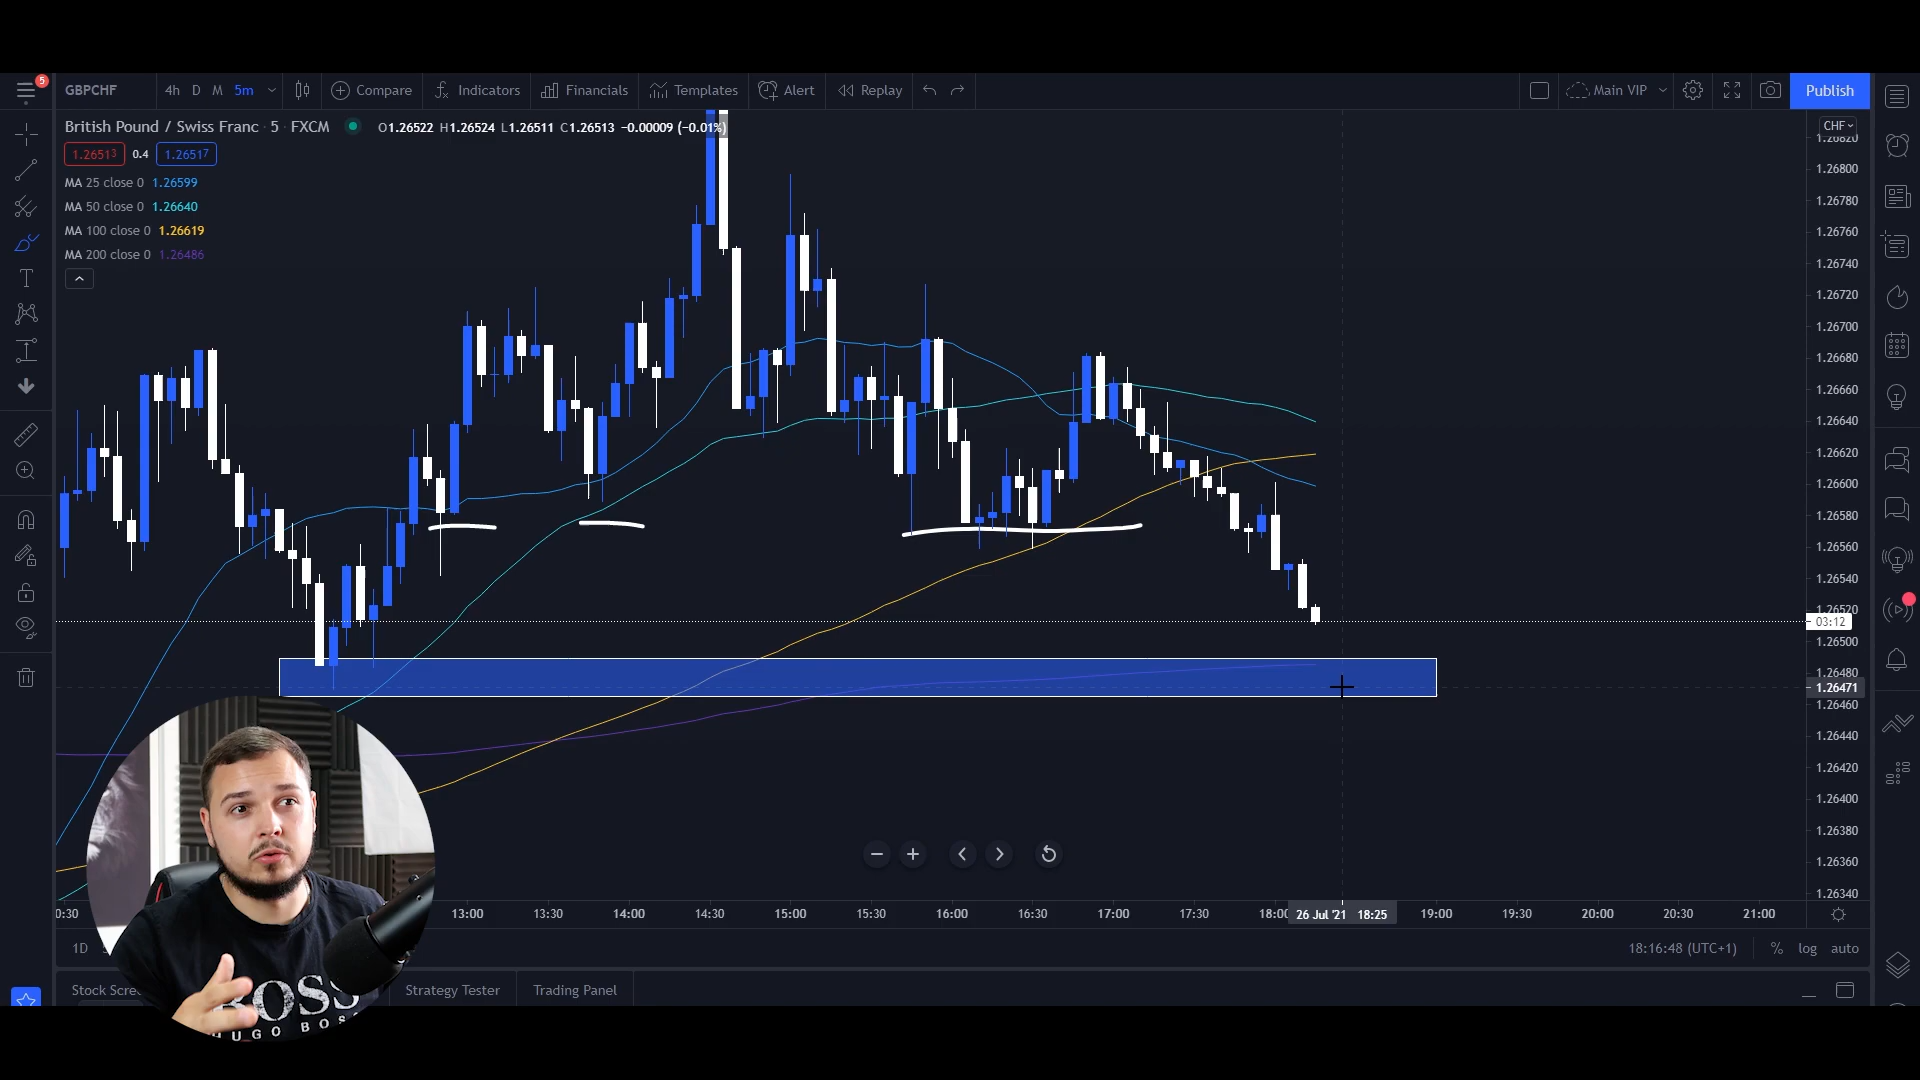 5
GBPCHF 4h D M 5m Compare Indicators Financials Templates Alert Replay Main VIP Publish
British Pound / Swiss Franc · 5 · FXCM O1.26522 H1.26524 L1.26511 C1.26513 −0.00009 (−0.01%)
CHF
1.26513 0.4 1.26517
MA 25 close 0 1.26599
MA 50 close 0 1.26640
MA 100 close 0 1.26619
MA 200 close 0 1.26486
1.26820
1.26800
1.26780
1.26760
1.26740
1.26720
1.26700
1.26680
1.26660
1.26640
1.26620
1.26600
1.26580
1.26560
1.26540
1.26520
03:12
1.26500
1.26480
1.26471
1.26460
1.26440
1.26420
1.26400
1.26380
1.26360
1.26340
0:30 13:00 13:30 14:00 14:30 15:00 15:30 16:00 16:30 17:00 17:30 18:00 26 Jul '21 18:25 19:00 19:30 20:00 20:30 21:00
1D 18:16:48 (UTC+1) % log auto
Stock Scre Strategy Tester Trading Panel
BOSS
HUGO BOSS